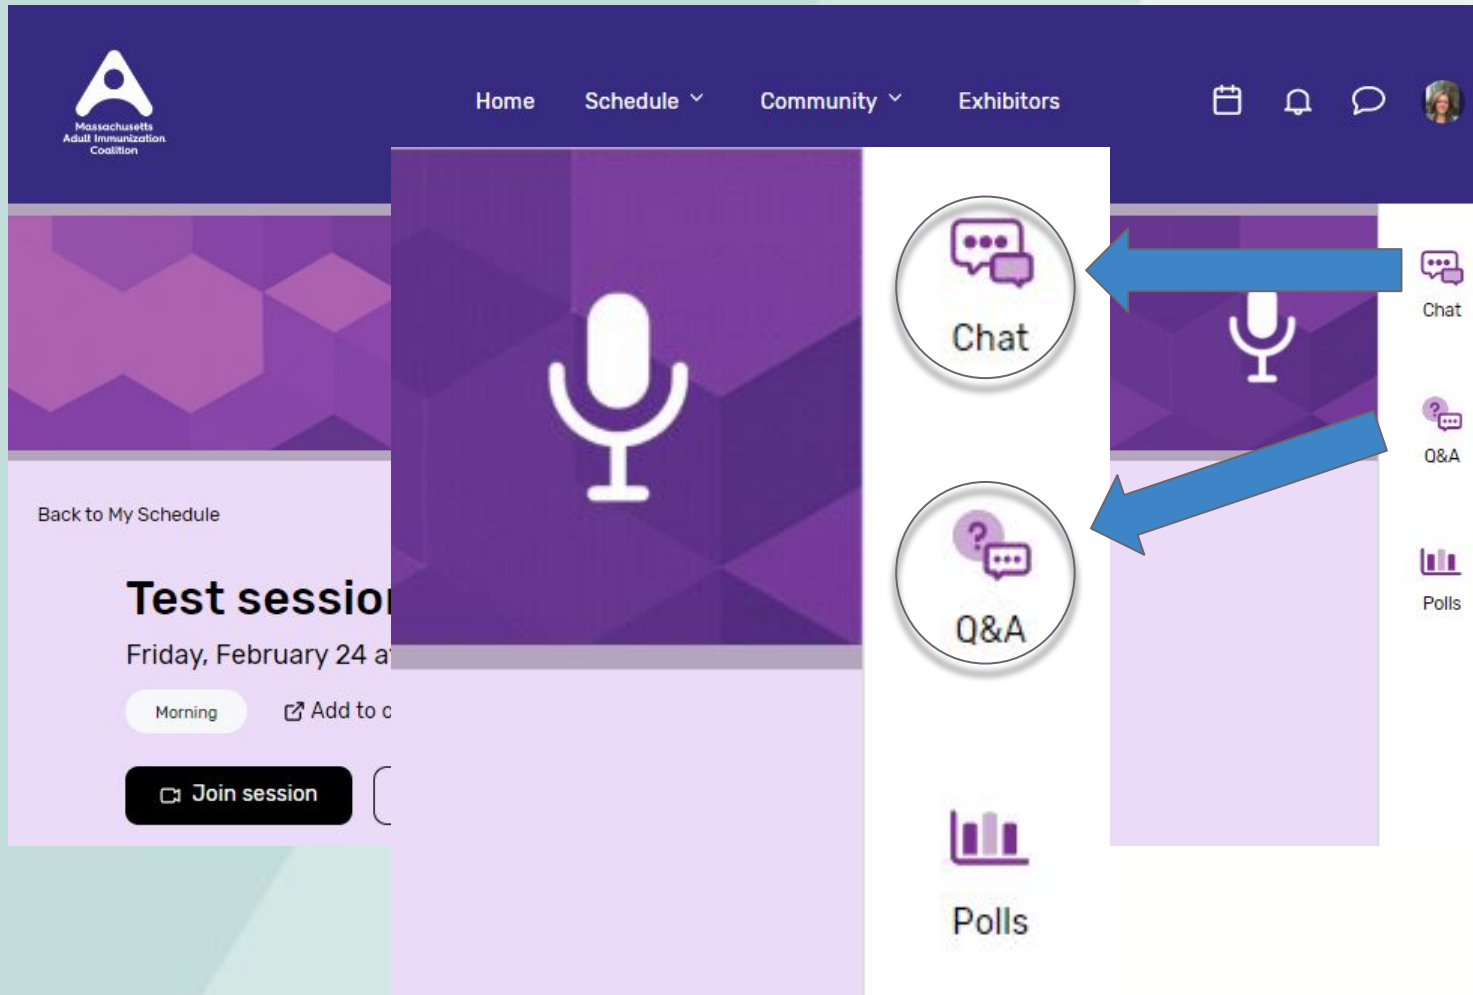 Massachusetts
Adult Immunization
Coalition
Home
Schedule
Community
Exhibitors
Chat
Q&A
Polls
Chat
Q&A
Polls
Back to My Schedule
Test session
Friday, February 24 a
Morning
Add to c
Join session